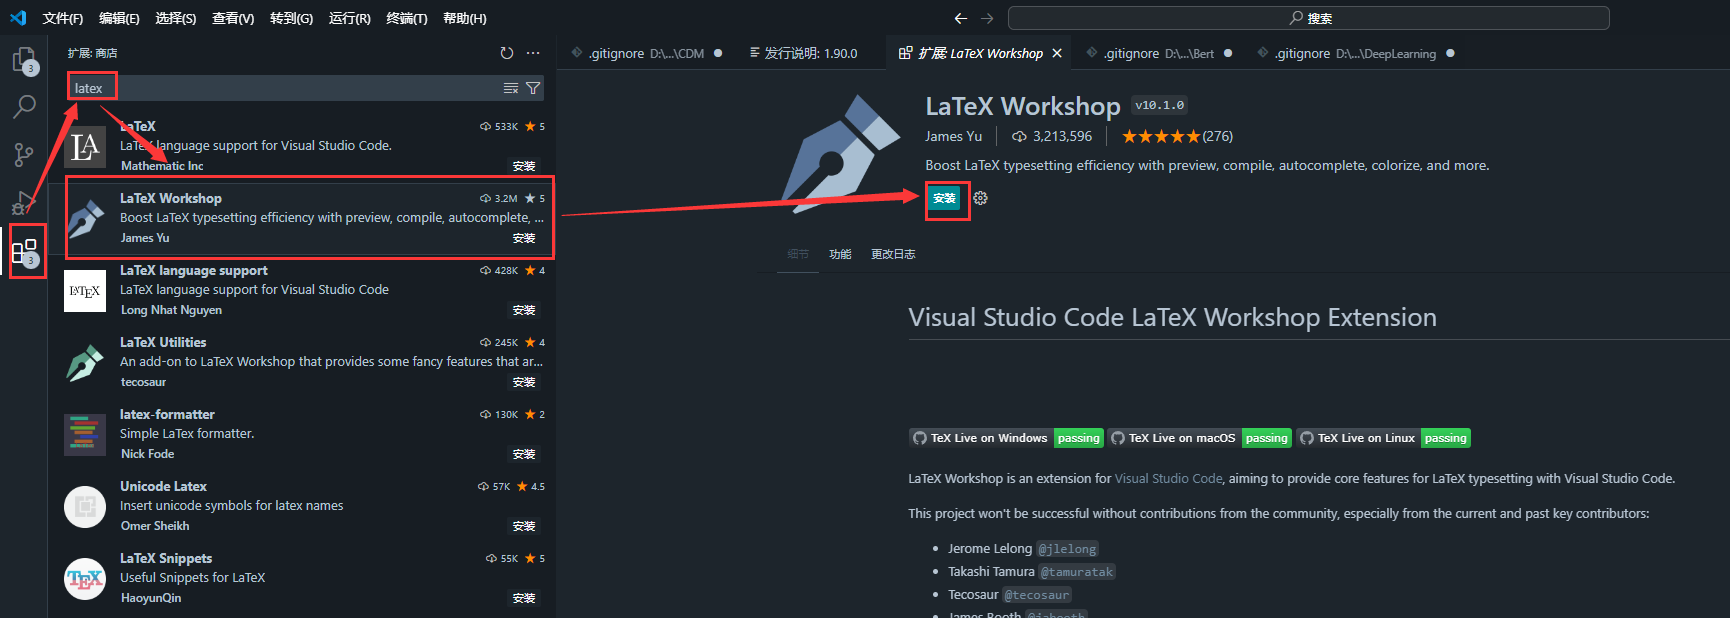 文件(F) 编辑(E) 选择(S) 查看(V) 转到(G) 运行(R) 终端(T) 帮助(H)
搜索
扩展: 商店
.gitignore D:\...\CDM
发行说明: 1.90.0
扩展: LaTeX Workshop
.gitignore D:\...\Bert
.gitignore D:\...\DeepLearning
3
3
latex
LaTeX 533K 5
LaTeX language support for Visual Studio Code.
Mathematic Inc 安装
LaTeX Workshop 3.2M 5
Boost LaTeX typesetting efficiency with preview, compile, autocomplete, ...
James Yu 安装
LaTeX language support 428K 4
LaTeX language support for Visual Studio Code
Long Nhat Nguyen 安装
LaTeX Utilities 245K 4
An add-on to LaTeX Workshop that provides some fancy features that ar...
tecosaur 安装
latex-formatter 130K 2
Simple LaTex formatter.
Nick Fode 安装
Unicode Latex 57K 4.5
Insert unicode symbols for latex names
Omer Sheikh 安装
LaTeX Snippets 55K 5
Useful Snippets for LaTeX
HaoyunQin 安装
LA
LATEX
TEX
LaTeX Workshop v10.1.0
James Yu 3,213,596 (276)
Boost LaTeX typesetting efficiency with preview, compile, autocomplete, colorize, and more.
安装
细节 功能 更改日志
Visual Studio Code LaTeX Workshop Extension
TeX Live on Windows passing TeX Live on macOS passing TeX Live on Linux passing
LaTeX Workshop is an extension for Visual Studio Code, aiming to provide core features for LaTeX typesetting with Visual Studio Code.
This project won't be successful without contributions from the community, especially from the current and past key contributors:
Jerome Lelong @jlelong
Takashi Tamura @tamuratak
Tecosaur @tecosaur
James Booth @jabooth